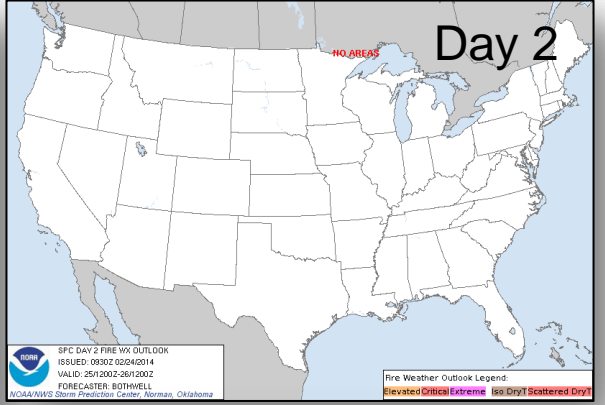 Day 2
NO AREAS
NOAA
SPC DAY 2 FIRE WX OUTLOOK
ISSUED: 0930Z 02/24/2014
VALID: 25/1200Z-26/1200Z
FORECASTER: BOTHWELL
NOAA/NWS Storm Prediction Center, Norman, Oklahoma
Fire Weather Outlook Legend:
Elevated Critical Extreme Iso DryT Scattered DryT